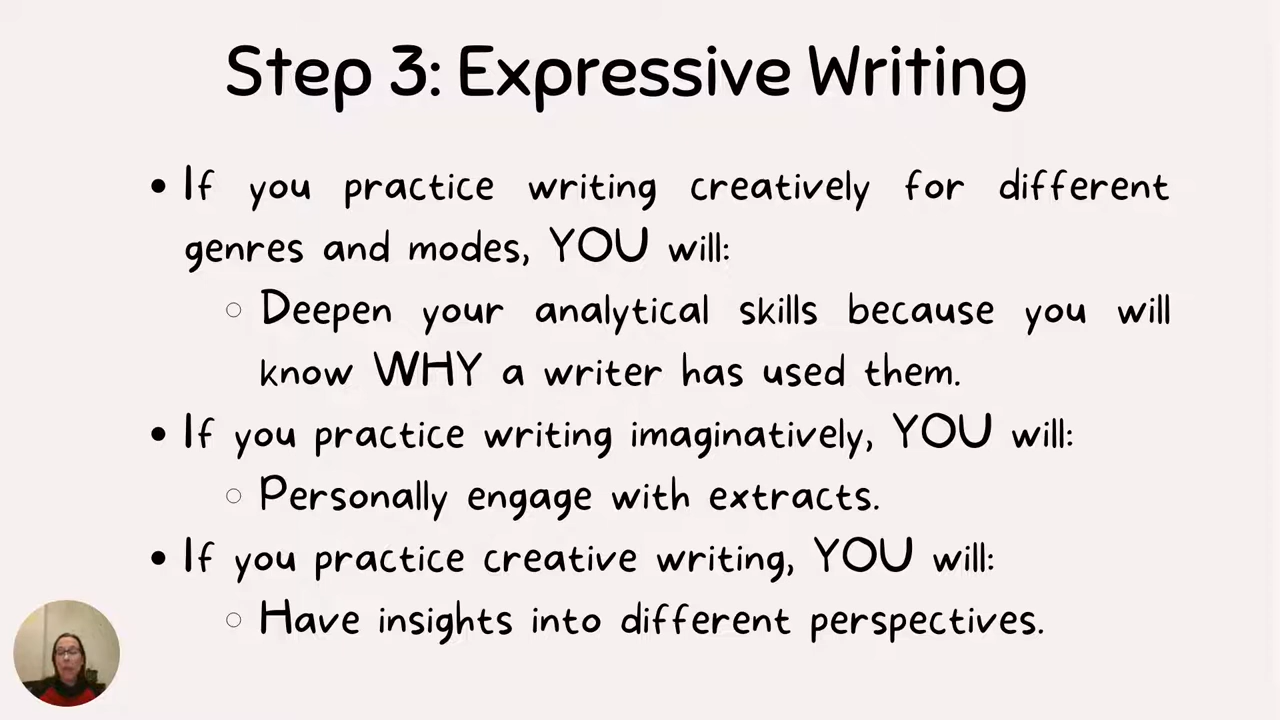 Step 3: Expressive Writing
• If you practice writing creatively for different
genres and modes, YOU will:
○ Deepen your analytical skills because you will
know WHY a writer has used them.
• If you practice writing imaginatively, YOU will:
○ Personally engage with extracts.
• If you practice creative writing, YOU will:
○ Have insights into different perspectives.